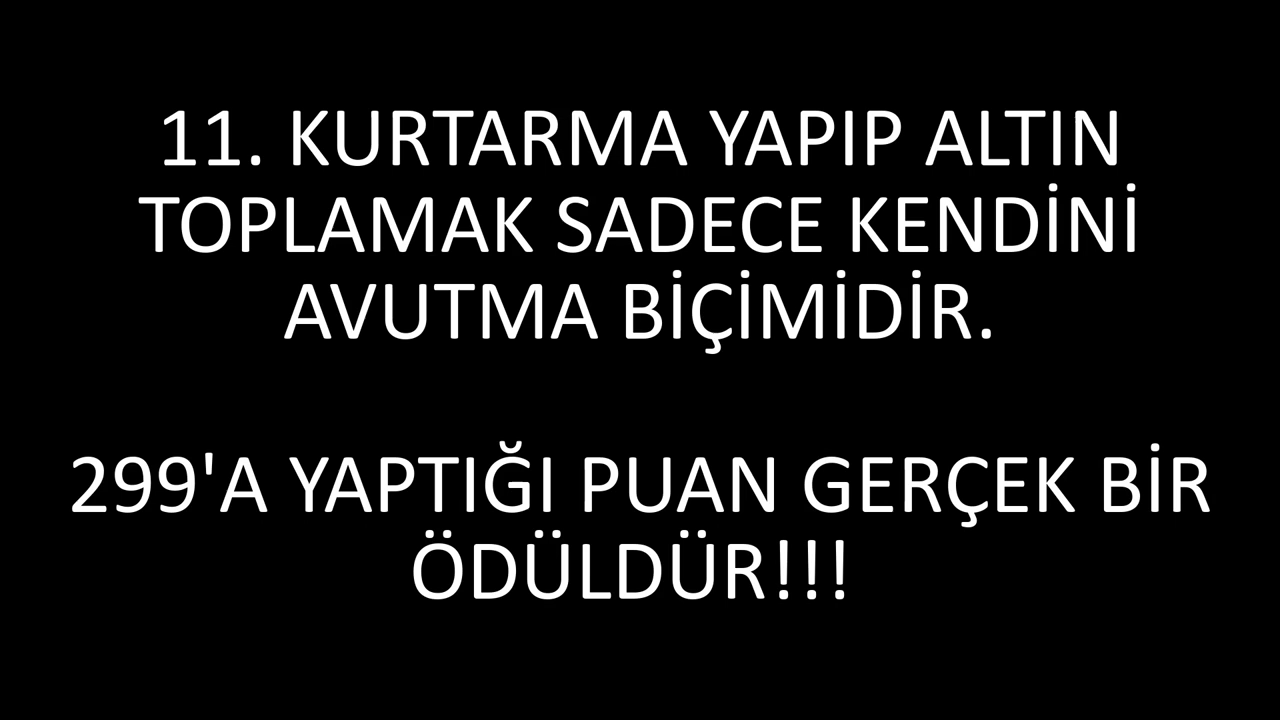 11. KURTARMA YAPIP ALTIN
TOPLAMAK SADECE KENDİNİ
AVUTMA BİÇİMİDİR.
299'A YAPTIĞI PUAN GERÇEK BİR
ÖDÜLDÜR!!!